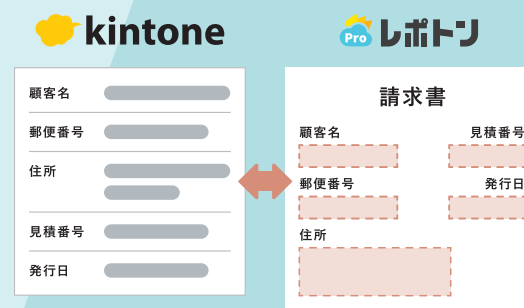 kintone
Pro レポトン
顧客名
郵便番号
住所
見積番号
発行日
請求書
顧客名 見積番号
郵便番号 発行日
住所